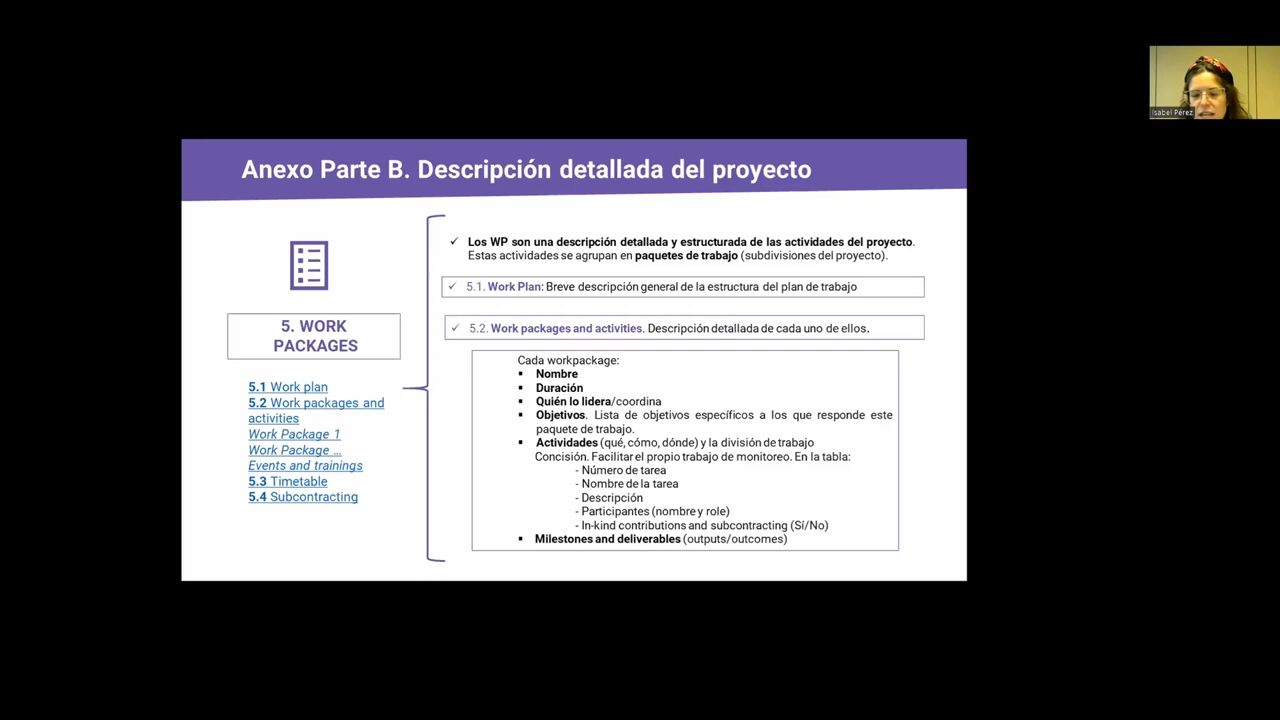 Isabel Pérez
Anexo Parte B. Descripción detallada del proyecto
5. WORK
PACKAGES
5.1 Work plan
5.2 Work packages and
activities
Work Package 1
Work Package …
Events and trainings
5.3 Timetable
5.4 Subcontracting
✓ Los WP son una descripción detallada y estructurada de las actividades del proyecto.
Estas actividades se agrupan en paquetes de trabajo (subdivisiones del proyecto).
✓ 5.1. Work Plan: Breve descripción general de la estructura del plan de trabajo
✓ 5.2. Work packages and activities. Descripción detallada de cada uno de ellos.
Cada workpackage:
▪ Nombre
▪ Duración
▪ Quién lo lidera/coordina
▪ Objetivos. Lista de objetivos específicos a los que responde este
paquete de trabajo.
▪ Actividades (qué, cómo, dónde) y la división de trabajo
Concisión. Facilitar el propio trabajo de monitoreo. En la tabla:
- Número de tarea
- Nombre de la tarea
- Descripción
- Participantes (nombre y role)
- In-kind contributions and subcontracting (Sí/No)
▪ Milestones and deliverables (outputs/outcomes)